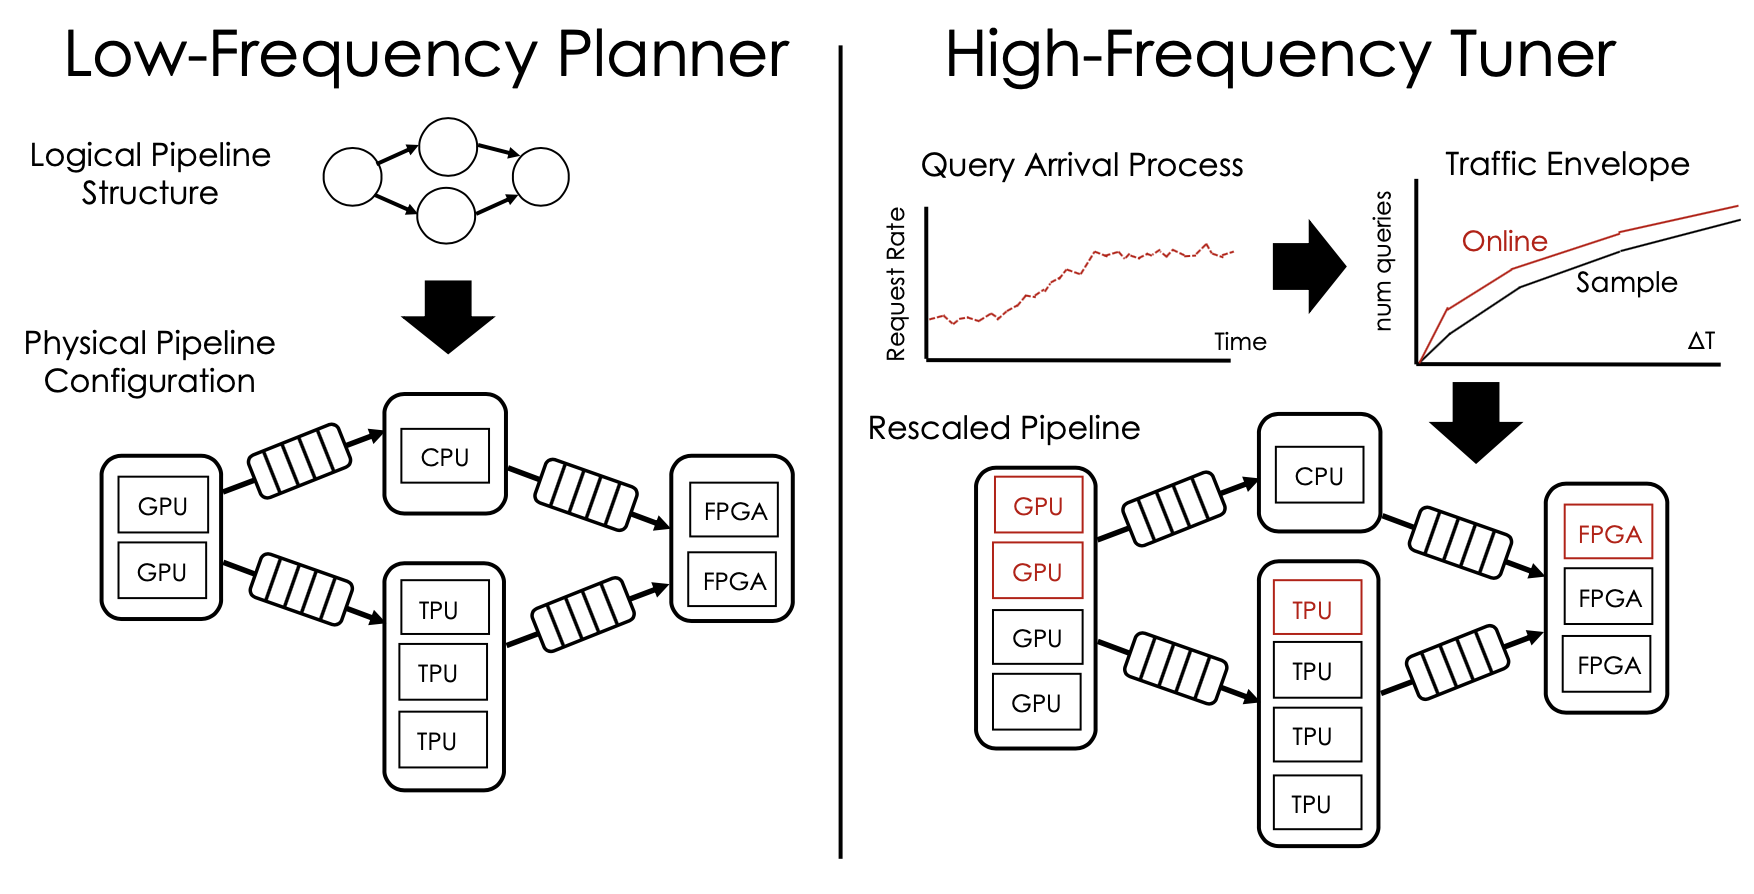 Low-Frequency Planner
Logical Pipeline
Structure
Physical Pipeline
Configuration
GPU
GPU
CPU
TPU
TPU
TPU
FPGA
FPGA
High-Frequency Tuner
Query Arrival Process
Request Rate
Time
Traffic Envelope
num queries
Online
Sample
ΔT
Rescaled Pipeline
GPU
GPU
GPU
GPU
CPU
TPU
TPU
TPU
TPU
FPGA
FPGA
FPGA